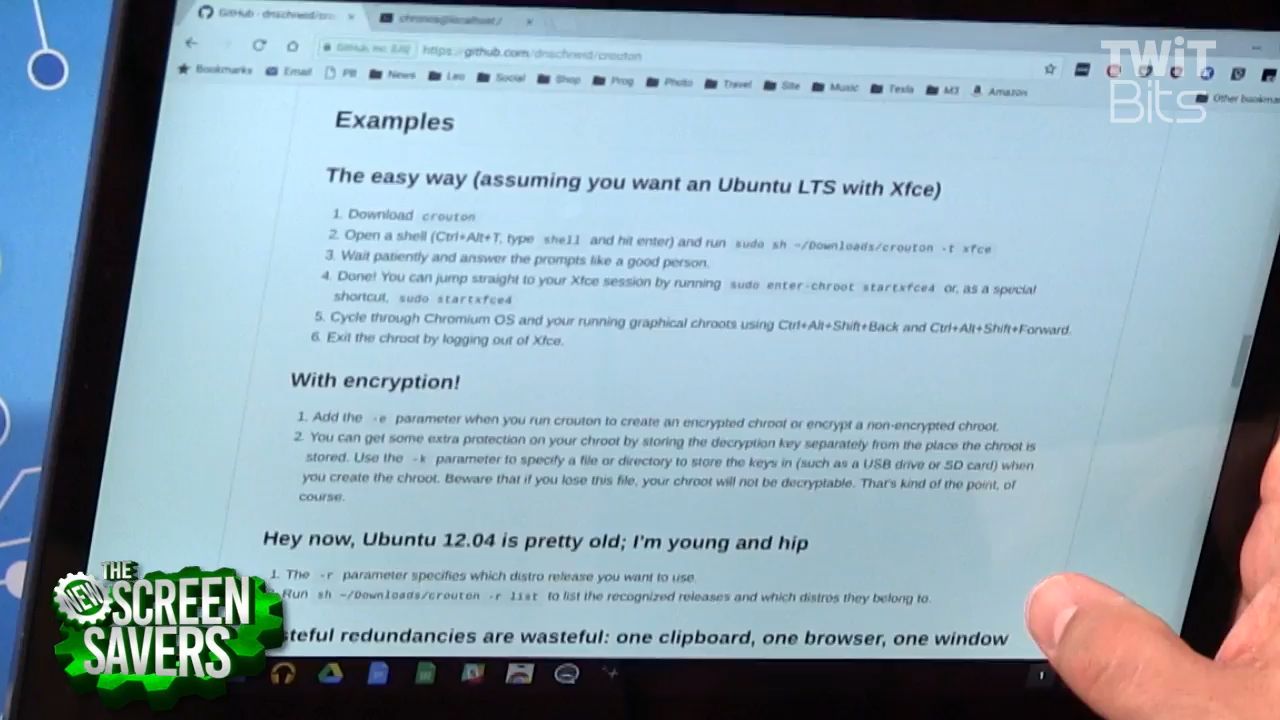 GitHub - dnschneid/cro
chronos@localhost: /
GitHub, Inc. [US]
https://github.com/dnschneid/crouton
TWiT
Bits
Bookmarks Email PB News Leo Social Shop Prog Photo Travel Site Music Tesla M3 Amazon
Other bookma
Examples
The easy way (assuming you want an Ubuntu LTS with Xfce)
1. Download crouton
2. Open a shell (Ctrl+Alt+T, type shell and hit enter) and run sudo sh ~/Downloads/crouton -t xfce
3. Wait patiently and answer the prompts like a good person.
4. Done! You can jump straight to your Xfce session by running sudo enter-chroot startxfce4 or, as a special
shortcut, sudo startxfce4
5. Cycle through Chromium OS and your running graphical chroots using Ctrl+Alt+Shift+Back and Ctrl+Alt+Shift+Forward.
6. Exit the chroot by logging out of Xfce.
With encryption!
1. Add the -e parameter when you run crouton to create an encrypted chroot or encrypt a non-encrypted chroot.
2. You can get some extra protection on your chroot by storing the decryption key separately from the place the chroot is
stored. Use the -k parameter to specify a file or directory to store the keys in (such as a USB drive or SD card) when
you create the chroot. Beware that if you lose this file, your chroot will not be decryptable. That's kind of the point, of
course.
Hey now, Ubuntu 12.04 is pretty old; I'm young and hip
1. The -r parameter specifies which distro release you want to use.
Run sh ~/Downloads/crouton -r list to list the recognized releases and which distros they belong to.
steful redundancies are wasteful: one clipboard, one browser, one window
THE
NEW
SCREEN
SAVERS
1